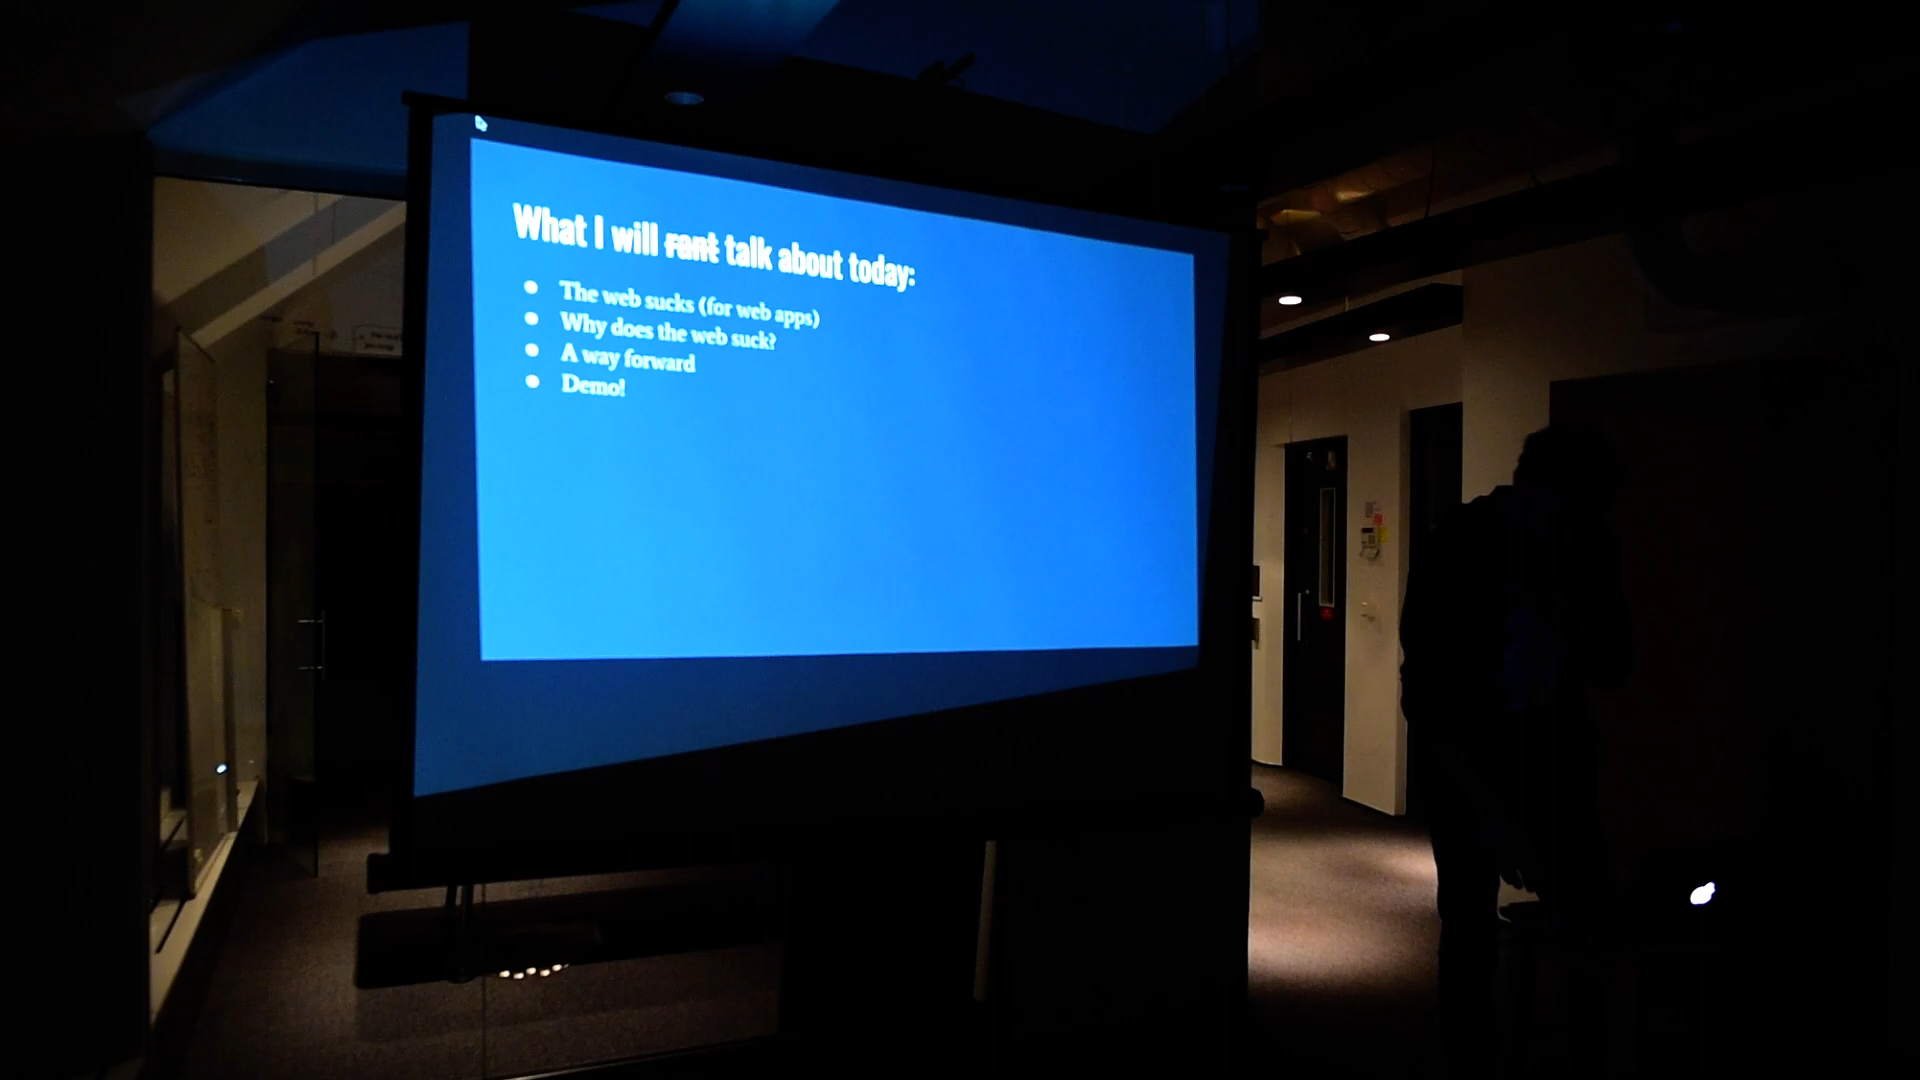 What I will rant talk about today:
The web sucks (for web apps)
Why does the web suck?
A way forward
Demo!